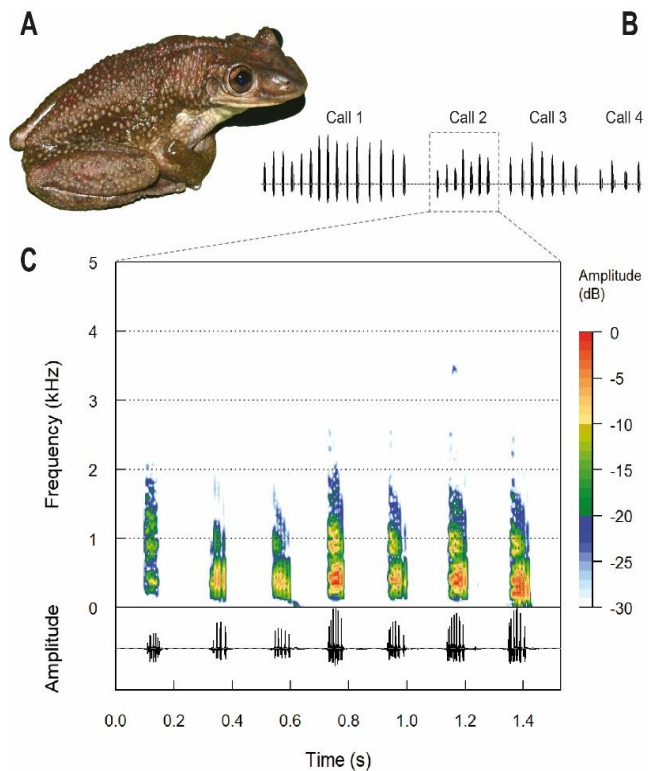 A
B
Call 1
Call 2
Call 3
Call 4
C
Amplitude
(dB)
Frequency (kHz)
5
4
3
2
1
0
0
-5
-10
-15
-20
-25
-30
Amplitude
0.0
0.2
0.4
0.6
0.8
1.0
1.2
1.4
Time (s)